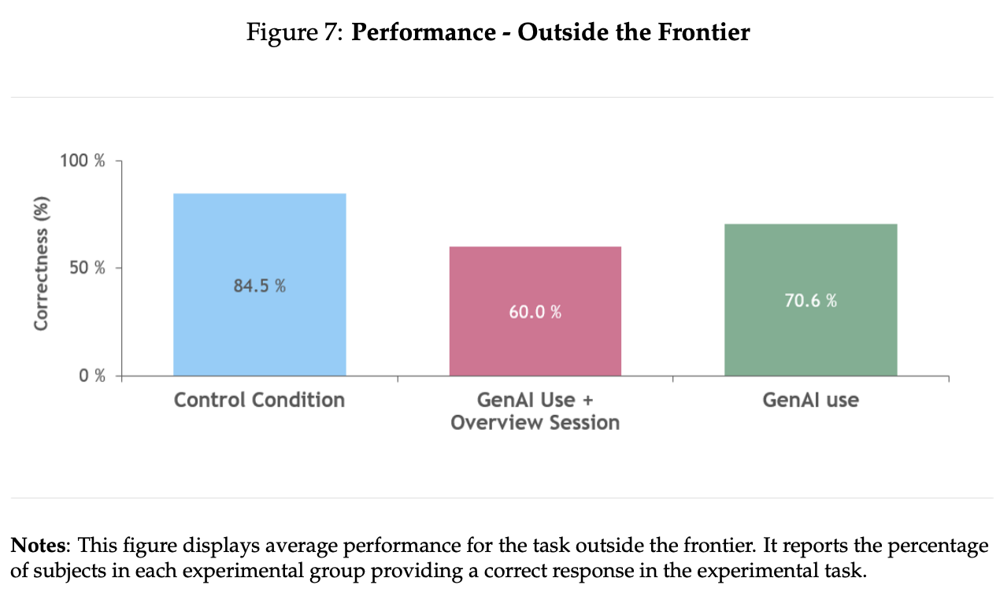 Figure 7: Performance - Outside the Frontier
100 %
50 %
0 %
Correctness (%)
84.5 %
60.0 %
70.6 %
Control Condition
GenAI Use +
Overview Session
GenAI use
Notes: This figure displays average performance for the task outside the frontier. It reports the percentage
of subjects in each experimental group providing a correct response in the experimental task.